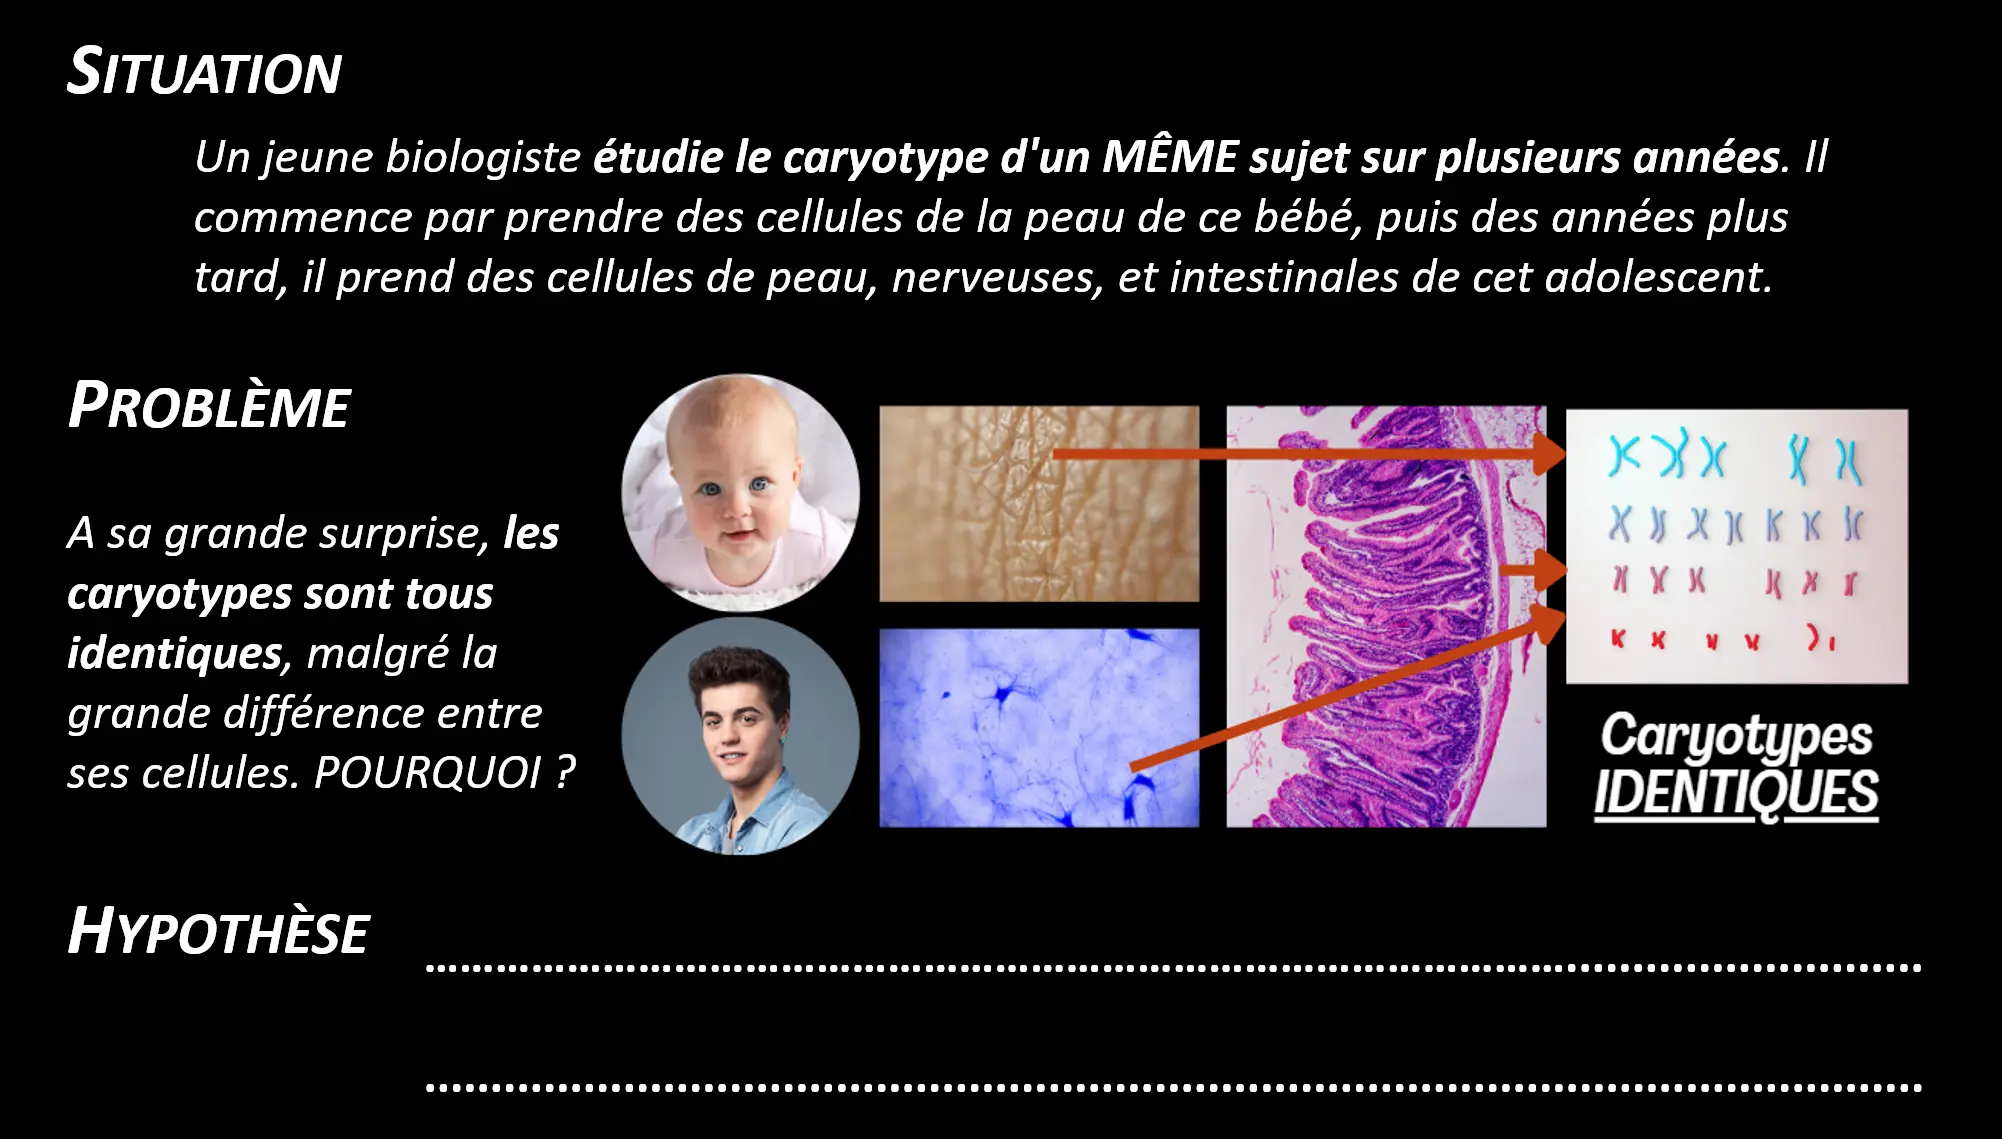 SITUATION
Un jeune biologiste étudie le caryotype d'un MÊME sujet sur plusieurs années. Il
commence par prendre des cellules de la peau de ce bébé, puis des années plus
tard, il prend des cellules de peau, nerveuses, et intestinales de cet adolescent.
PROBLÈME
A sa grande surprise, les
caryotypes sont tous
identiques, malgré la
grande différence entre
ses cellules. POURQUOI ?
Caryotypes
IDENTIQUES
HYPOTHÈSE